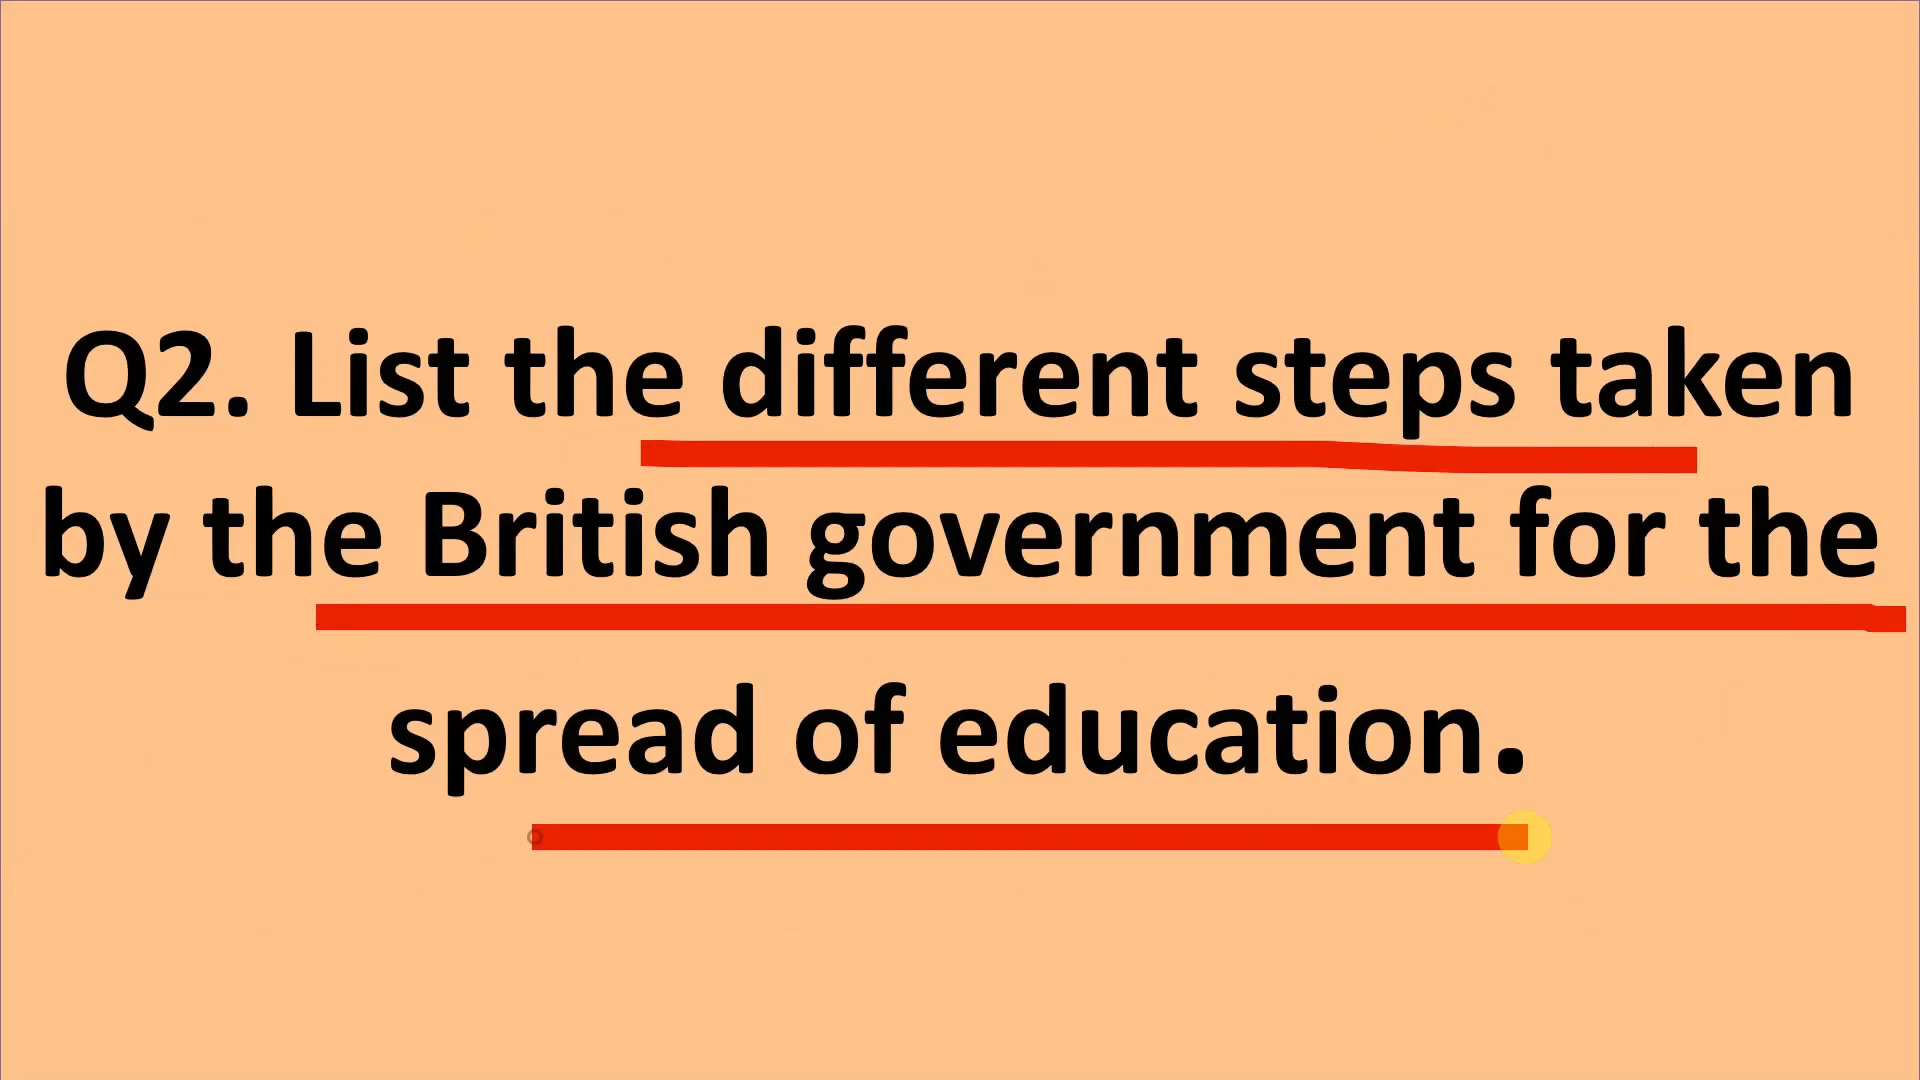 Q2. List the different steps taken
by the British government for the
spread of education.